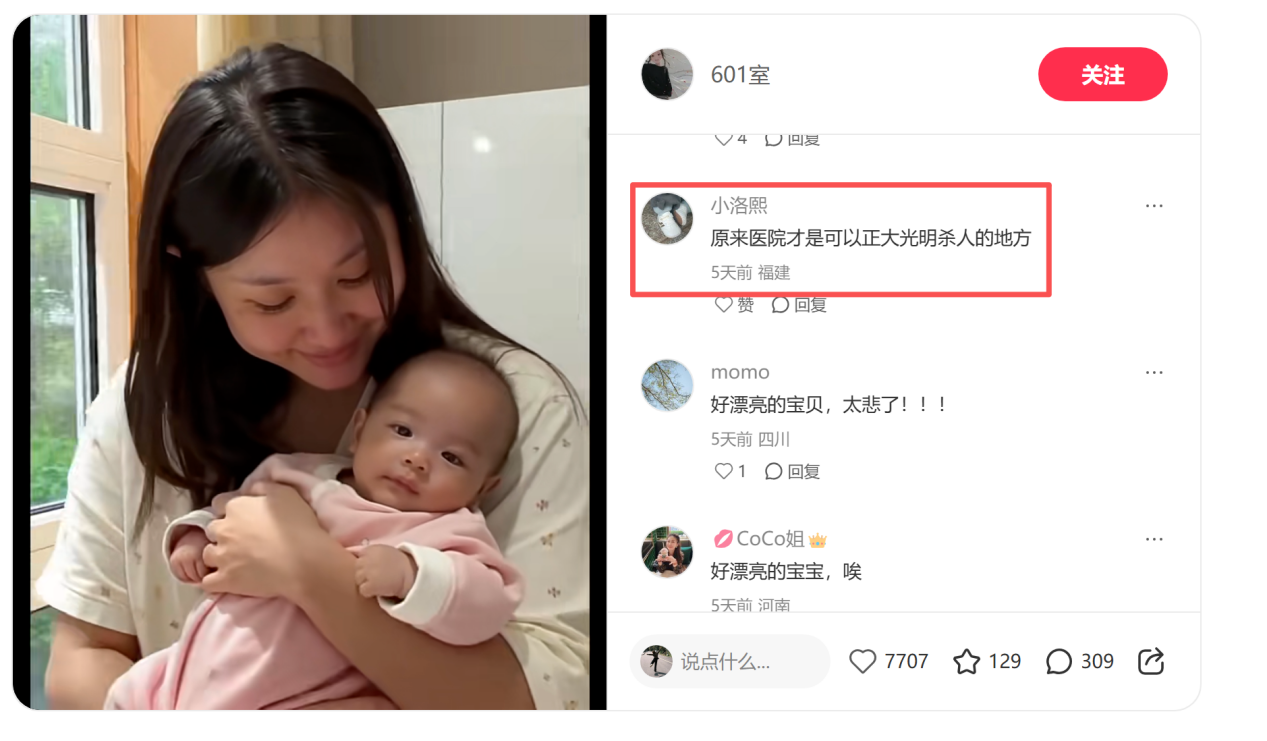 601室
关注
4 回复
小洛熙
原来医院才是可以正大光明杀人的地方
5天前 福建
赞 回复
momo
好漂亮的宝贝，太悲了！！！
5天前 四川
1 回复
💋CoCo姐👑
好漂亮的宝宝，唉
5天前 河南
说点什么...
7707
129
309